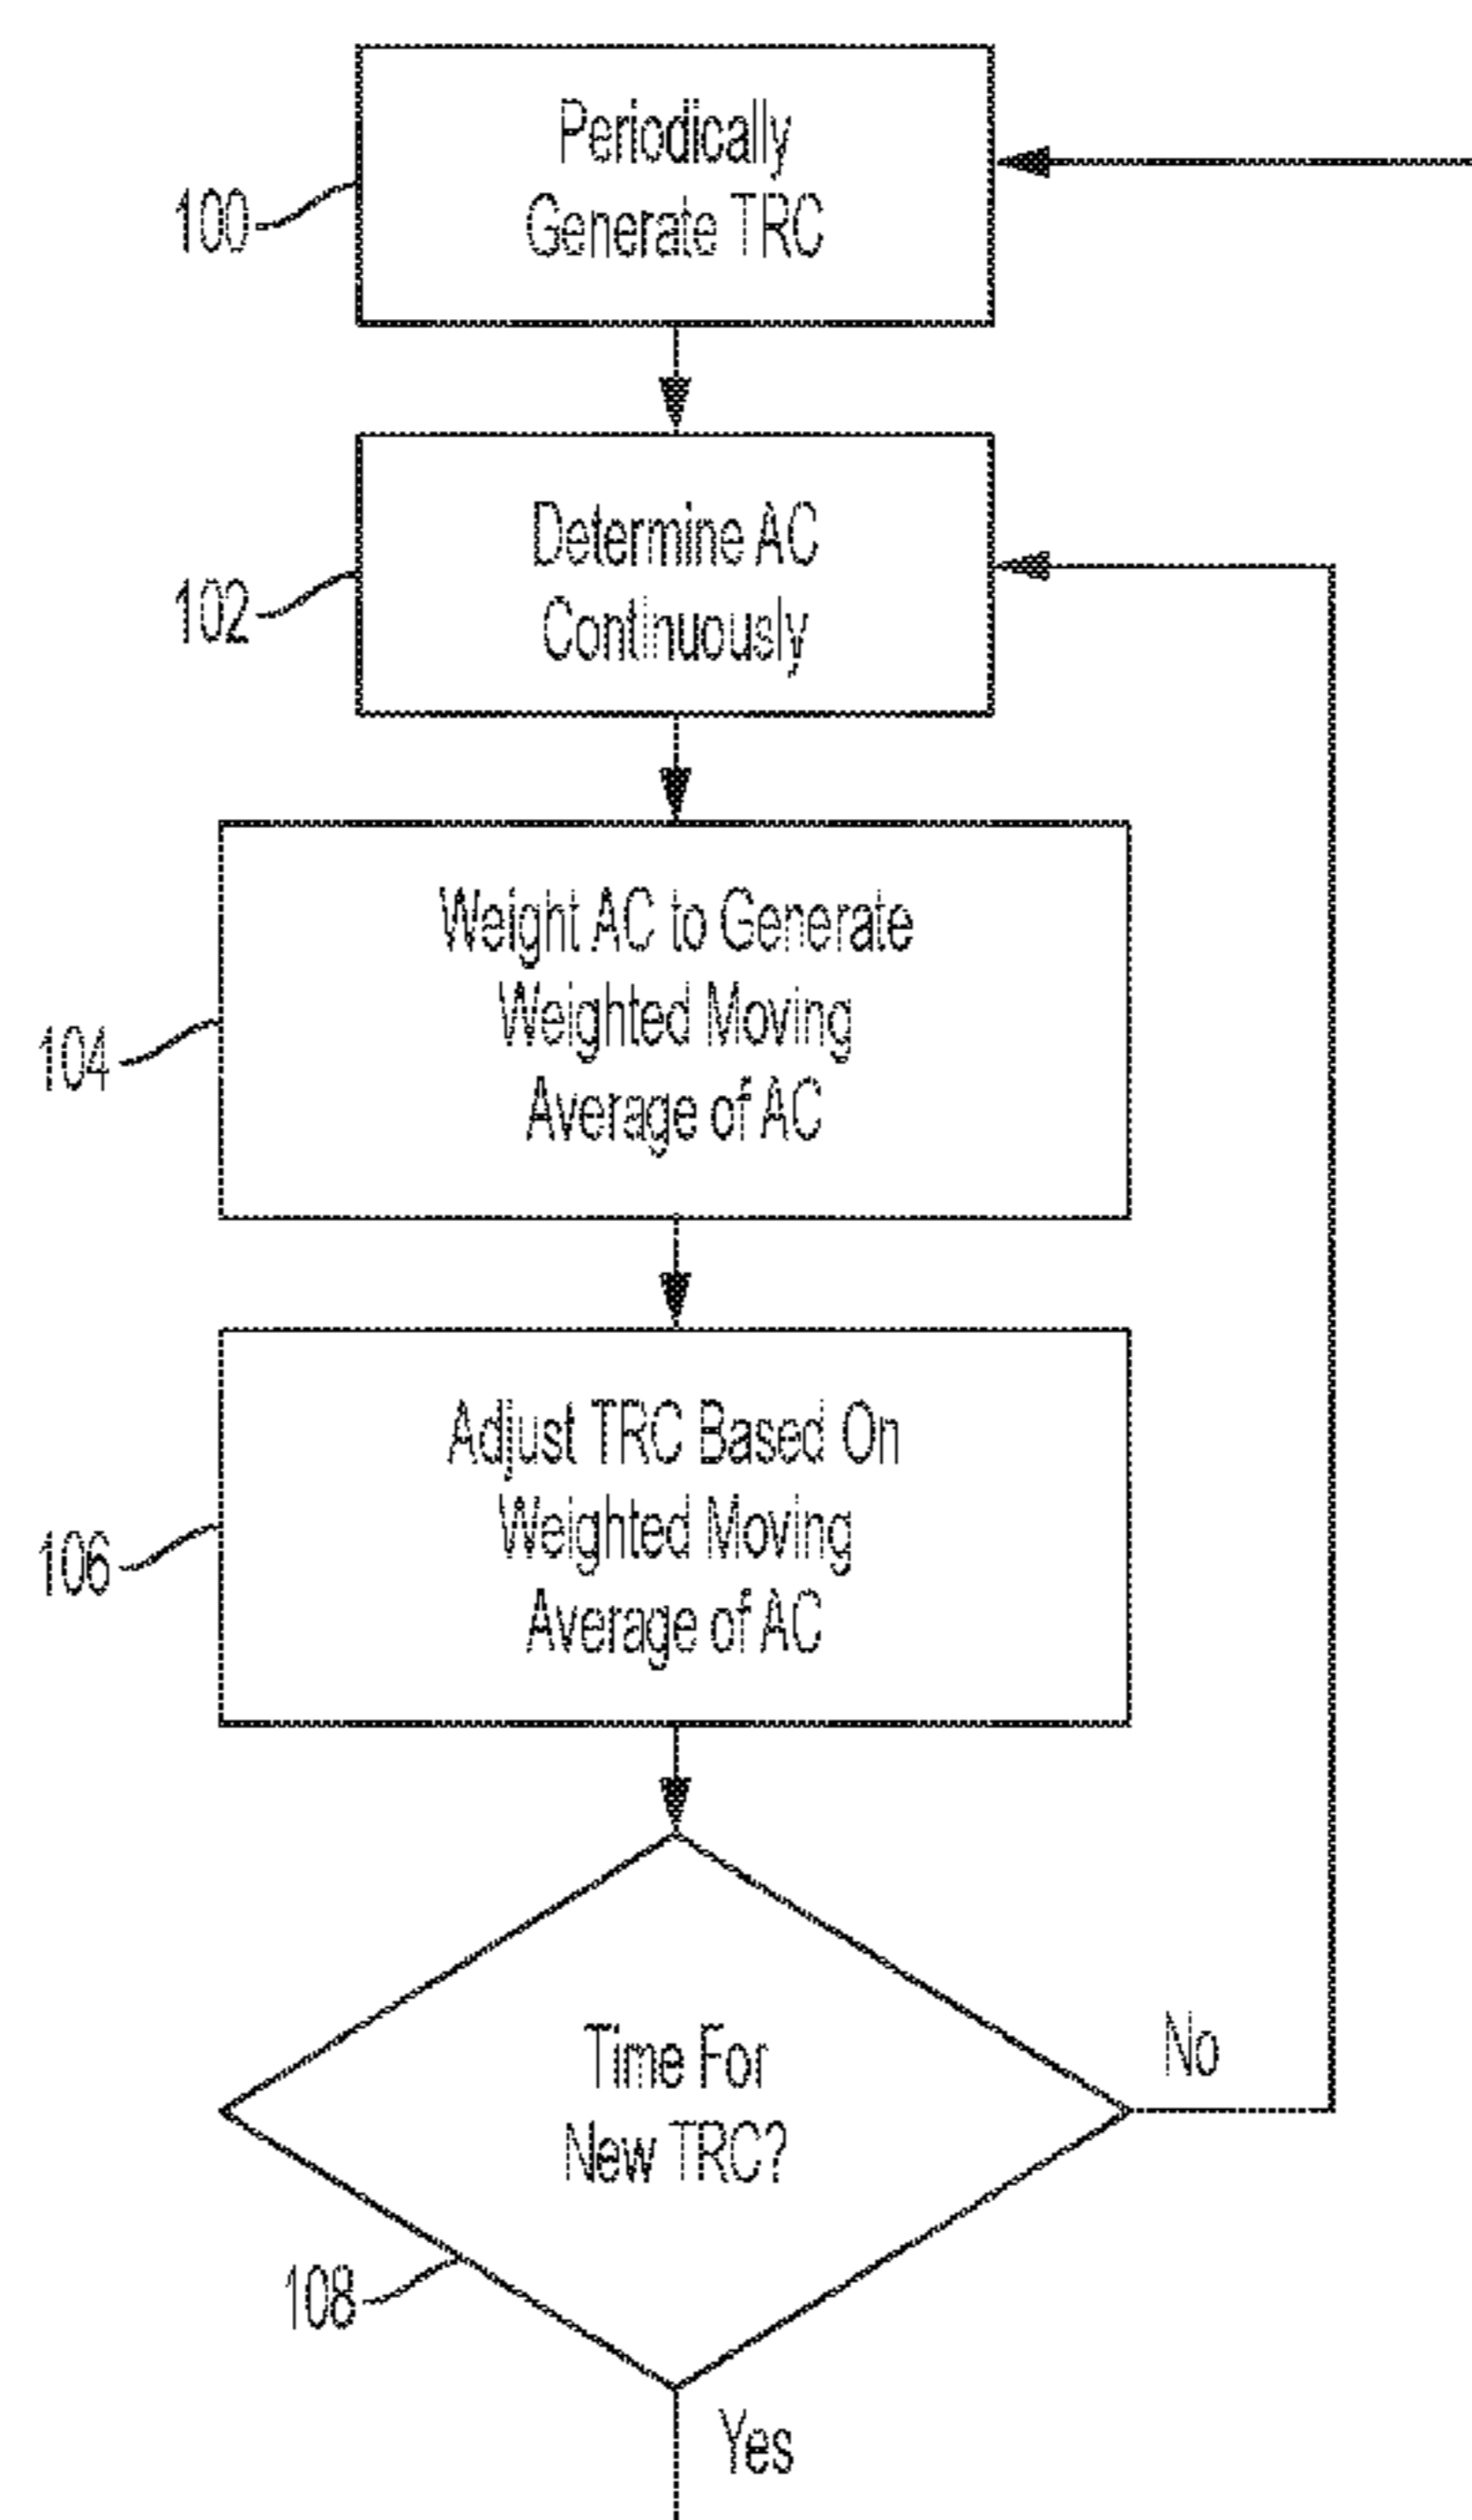 Periodically
Generate TRC
100
Determine AC
Continuously
102
Weight AC to Generate
Weighted Moving
Average of AC
104
Adjust TRC Based On
Weighted Moving
Average of AC
106
Time For
New TRC?
No
108
Yes